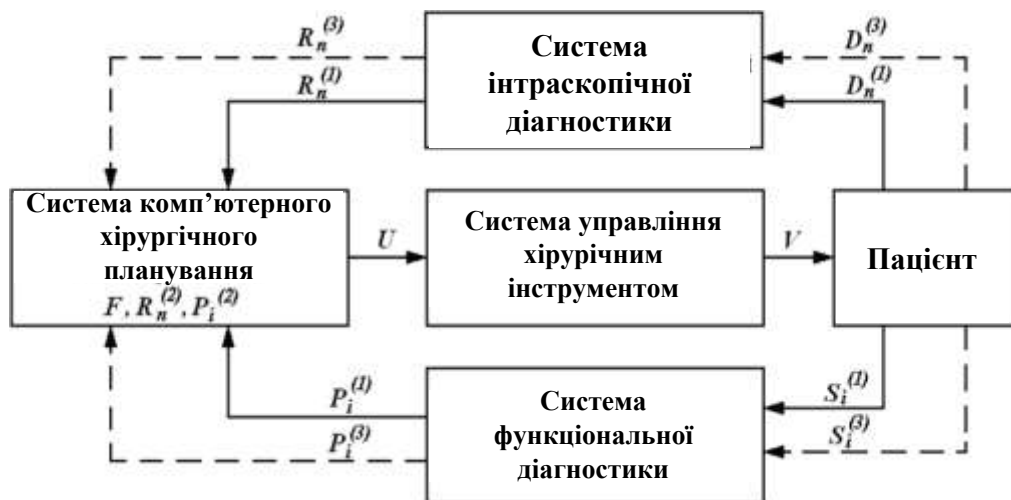 R_n^(3)
R_n^(1)
Система
інтраскопічної
діагностики
D_n^(3)
D_n^(1)
Система комп’ютерного
хірургічного
планування
F, R_n^(2), P_i^(2)
U
Система управління
хірурічним
інструментом
V
Пацієнт
P_i^(1)
P_i^(3)
Система
функціональної
діагностики
S_i^(1)
S_i^(3)